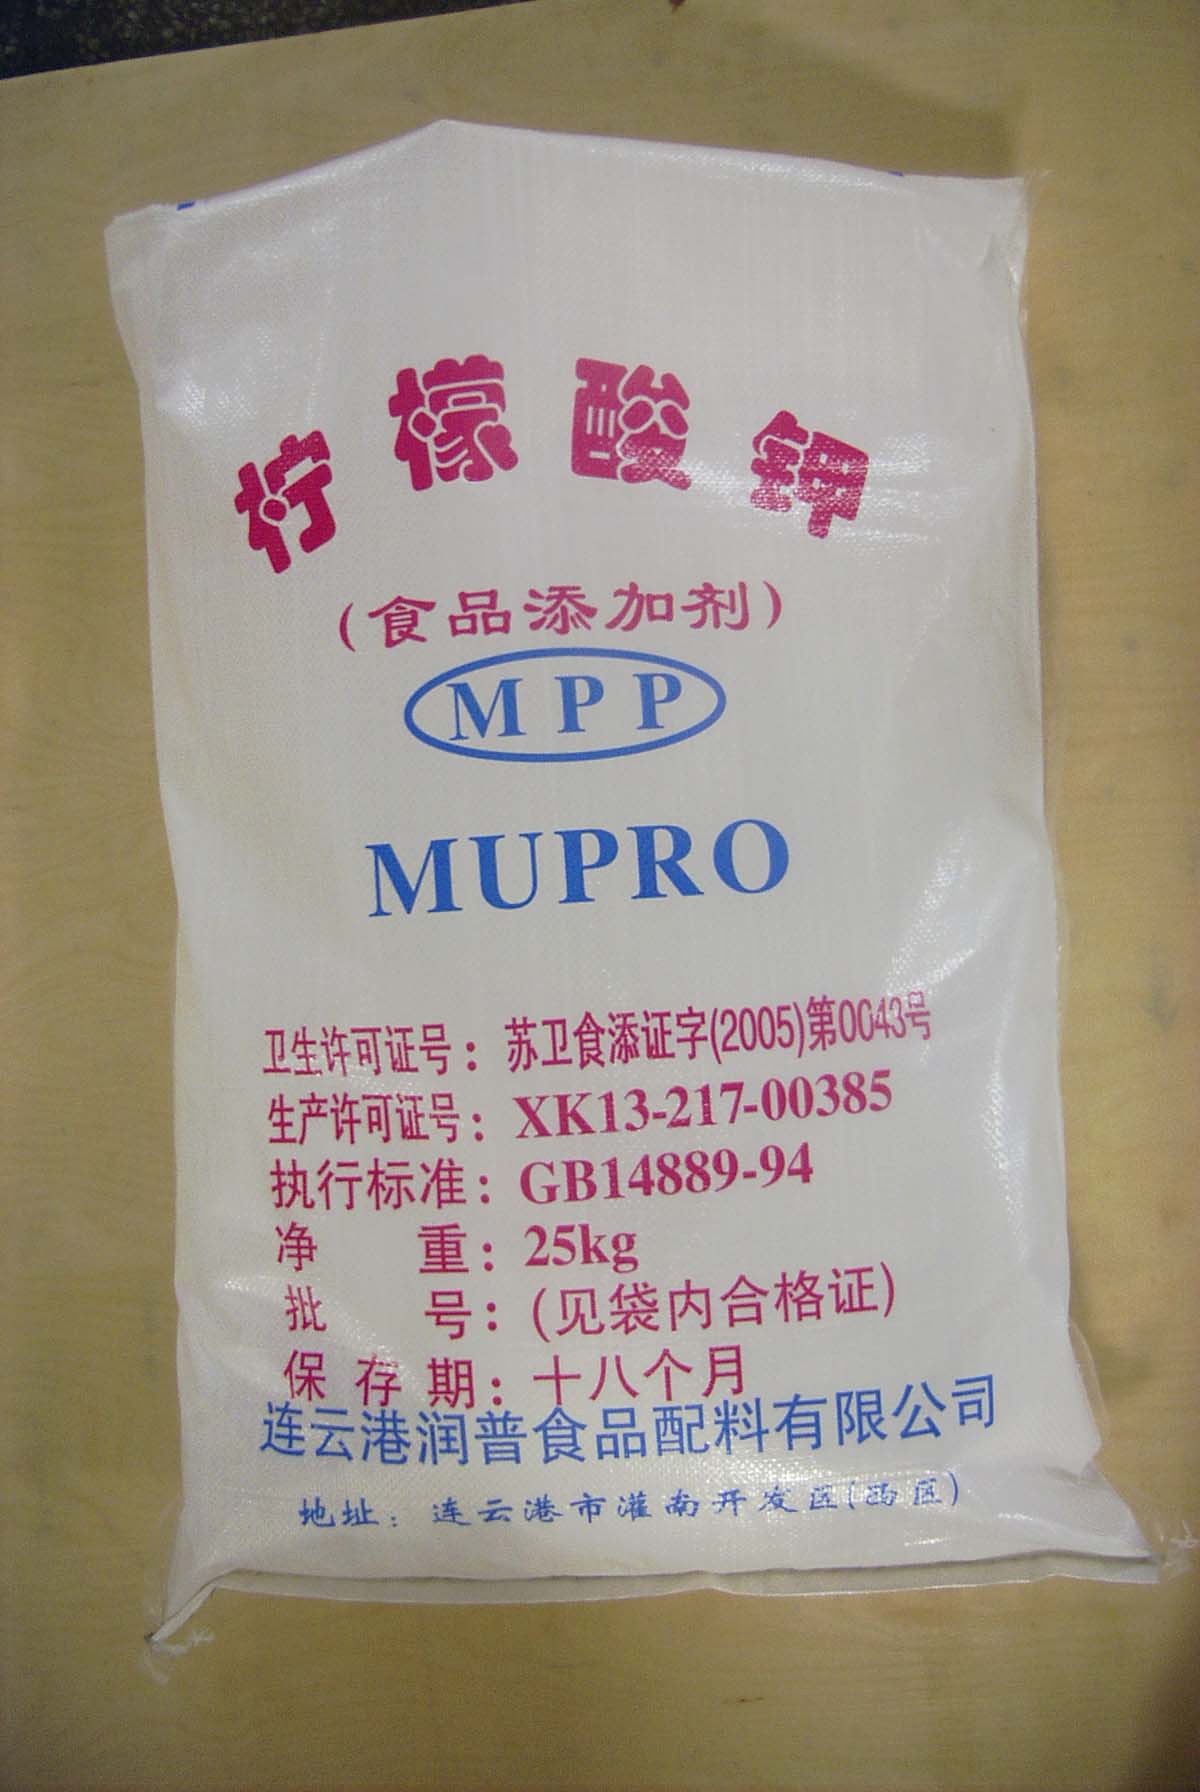 柠檬酸钾
(食品添加剂)
MPP
MUPRO
卫生许可证号：苏卫食添证字(2005)第0043号
生产许可证号：XK13-217-00385
执行标准：GB14889-94
净 重：25kg
批 号：(见袋内合格证)
保存期：十八个月
连云港润普食品配料有限公司
地址：连云港市灌南开发区(西区)